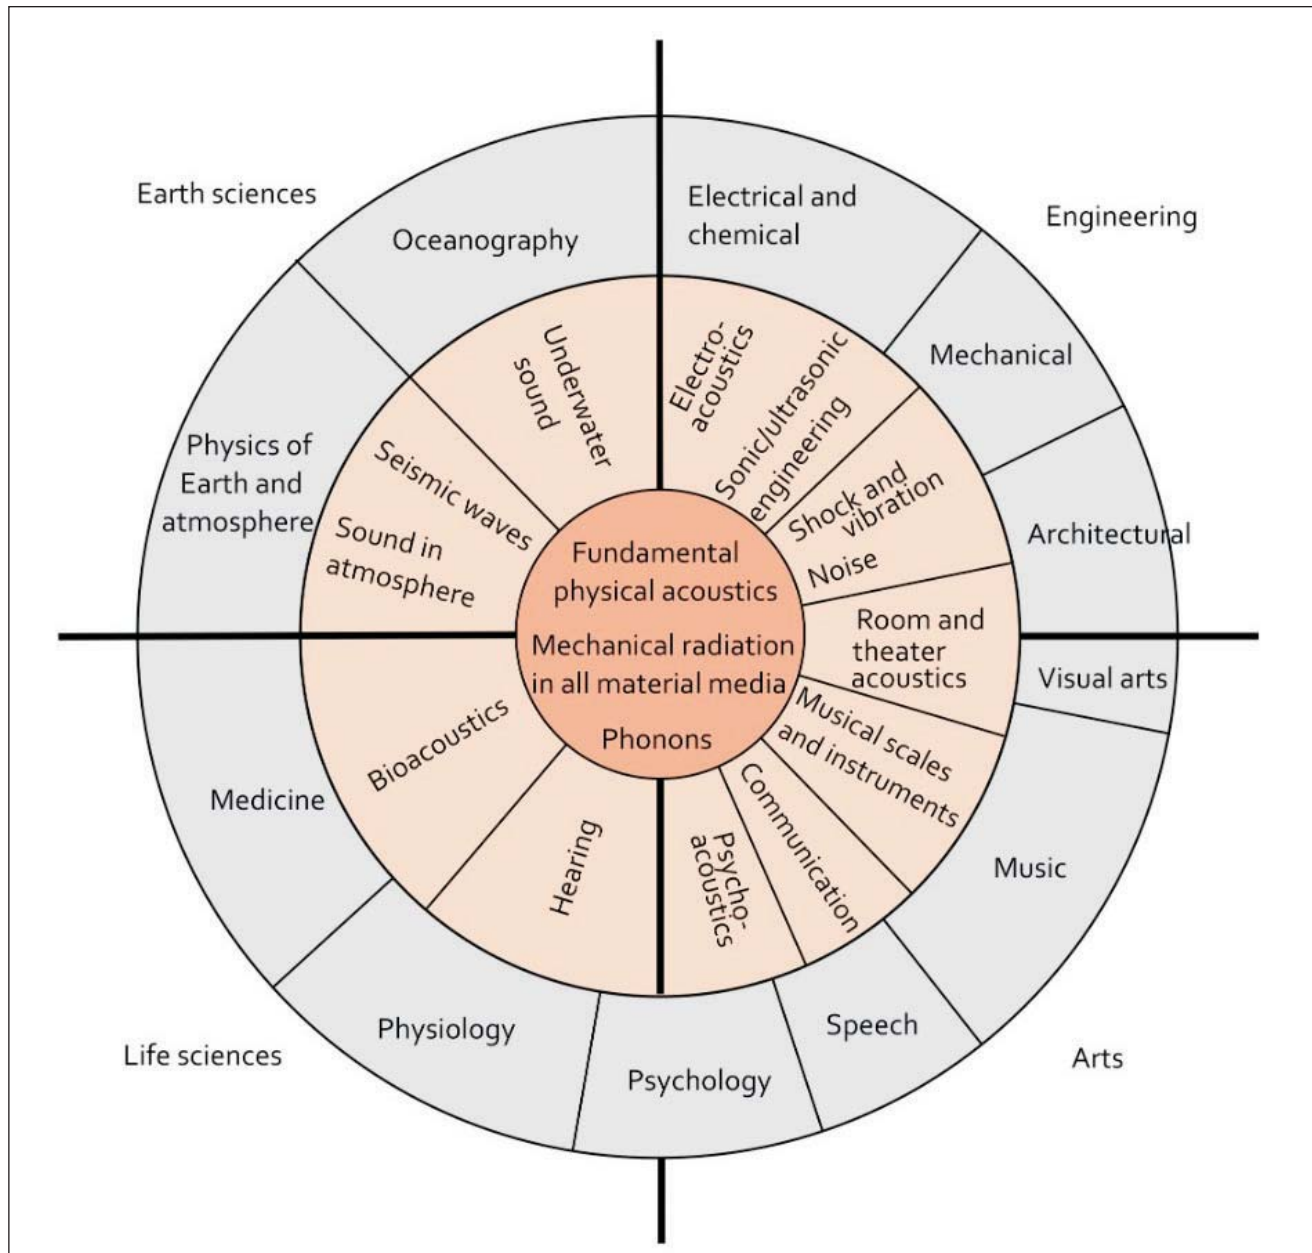 Earth sciences
Engineering
Oceanography
Electrical and
chemical
Mechanical
Architectural
Physics of
Earth and
atmosphere
Underwater
sound
Electro-
acoustics
Sonic/ultrasonic
engineering
Seismic waves
Sound in
atmosphere
Shock and
vibration
Noise
Fundamental
physical acoustics
Mechanical radiation
in all material media
Phonons
Room and
theater
acoustics
Visual arts
Musical scales
and instruments
Bioacoustics
Medicine
Hearing
Psycho-
acoustics
Communication
Music
Physiology
Psychology
Speech
Life sciences
Arts